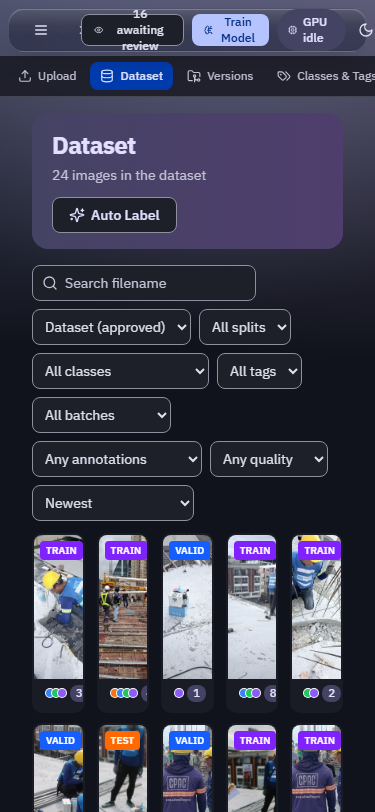 16
awaiting
review
Train
Model
GPU
idle
Upload
Dataset
Versions
Classes & Tags
Dataset
24 images in the dataset
Auto Label
Search filename
Dataset (approved)
All splits
All classes
All tags
All batches
Any annotations
Any quality
Newest
TRAIN
TRAIN
VALID
TRAIN
TRAIN
3
1
8
2
VALID
TEST
VALID
TRAIN
TRAIN
CPAC
CPAC